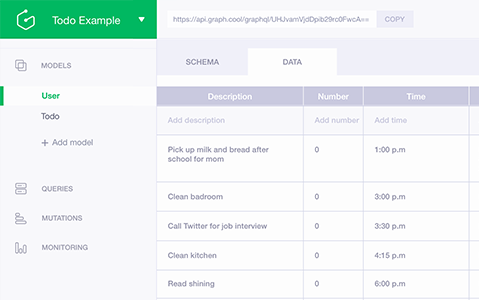 Todo Example
https://api.graph.cool/graphql/UHJvamVjdDpib29rc0FwcA==
COPY
MODELS
User
Todo
+ Add model
QUERIES
MUTATIONS
MONITORING
SCHEMA
DATA
Description Number Time
Add description Add number Add time
Pick up milk and bread after
school for mom 0 1:00 p.m
Clean badroom 0 3:00 p.m
Call Twitter for job interview 0 3:30 p.m
Clean kitchen 0 4:15 p.m
Read shining 0 6:00 p.m